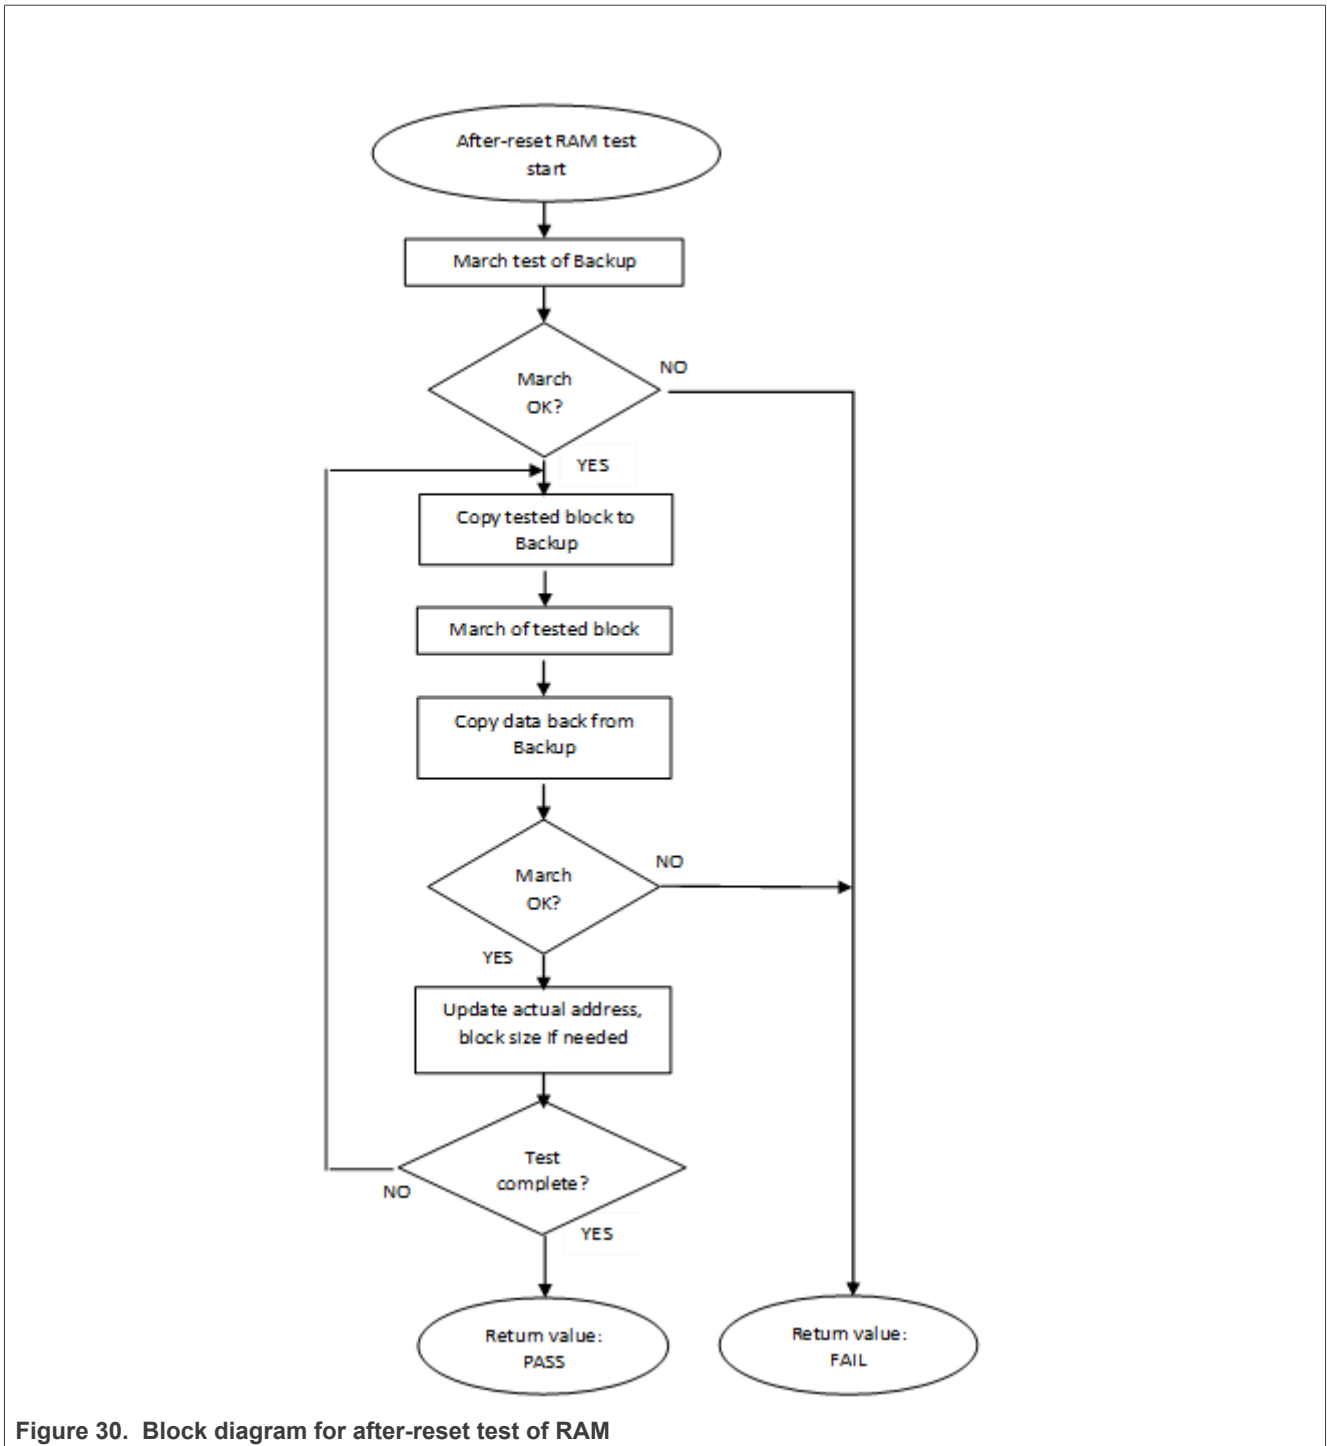 After-reset RAM test
start
March test of Backup
March
OK?
NO
YES
Copy tested block to
Backup
March of tested block
Copy data back from
Backup
March
OK?
NO
YES
Update actual address,
block size if needed
Test
complete?
NO
YES
Return value:
PASS
Return value:
FAIL
Figure 30. Block diagram for after-reset test of RAM